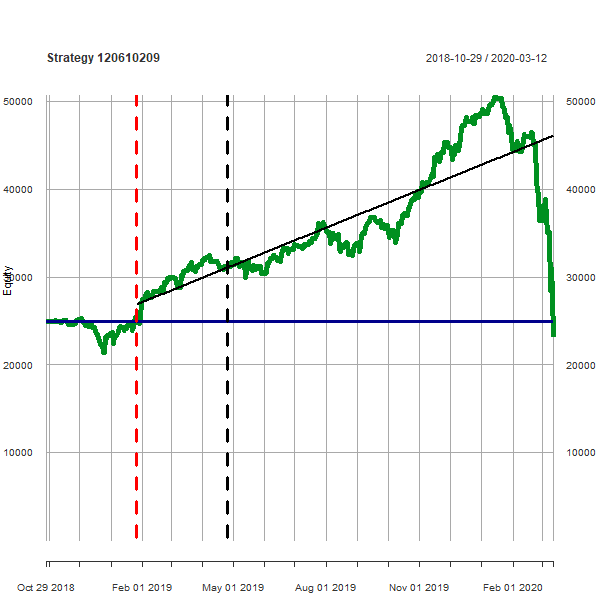 Strategy 120610209
2018-10-29 / 2020-03-12
50000
50000
40000
40000
Equity
30000
30000
20000
20000
10000
10000
Oct 29 2018
Feb 01 2019
May 01 2019
Aug 01 2019
Nov 01 2019
Feb 01 2020